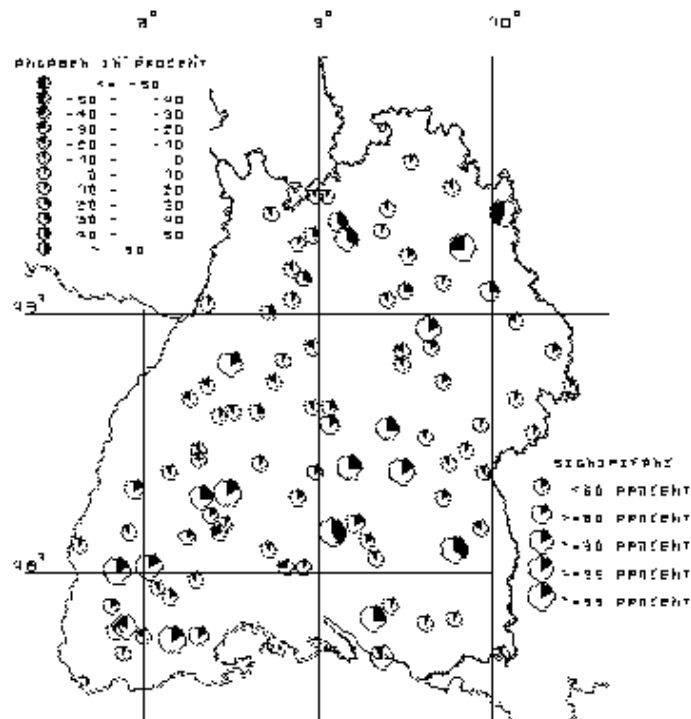 8° 9° 10°
ANGABEN IN PROZENT
<= -50
-50 - -40
-40 - -30
-30 - -20
-20 - -10
-10 - 0
0 - 10
10 - 20
20 - 30
30 - 40
40 - 50
> 50
49°
SIGNIFIKANZ
<80 PROZENT
>=80 PROZENT
>=90 PROZENT
>=95 PROZENT
>=99 PROZENT
48°